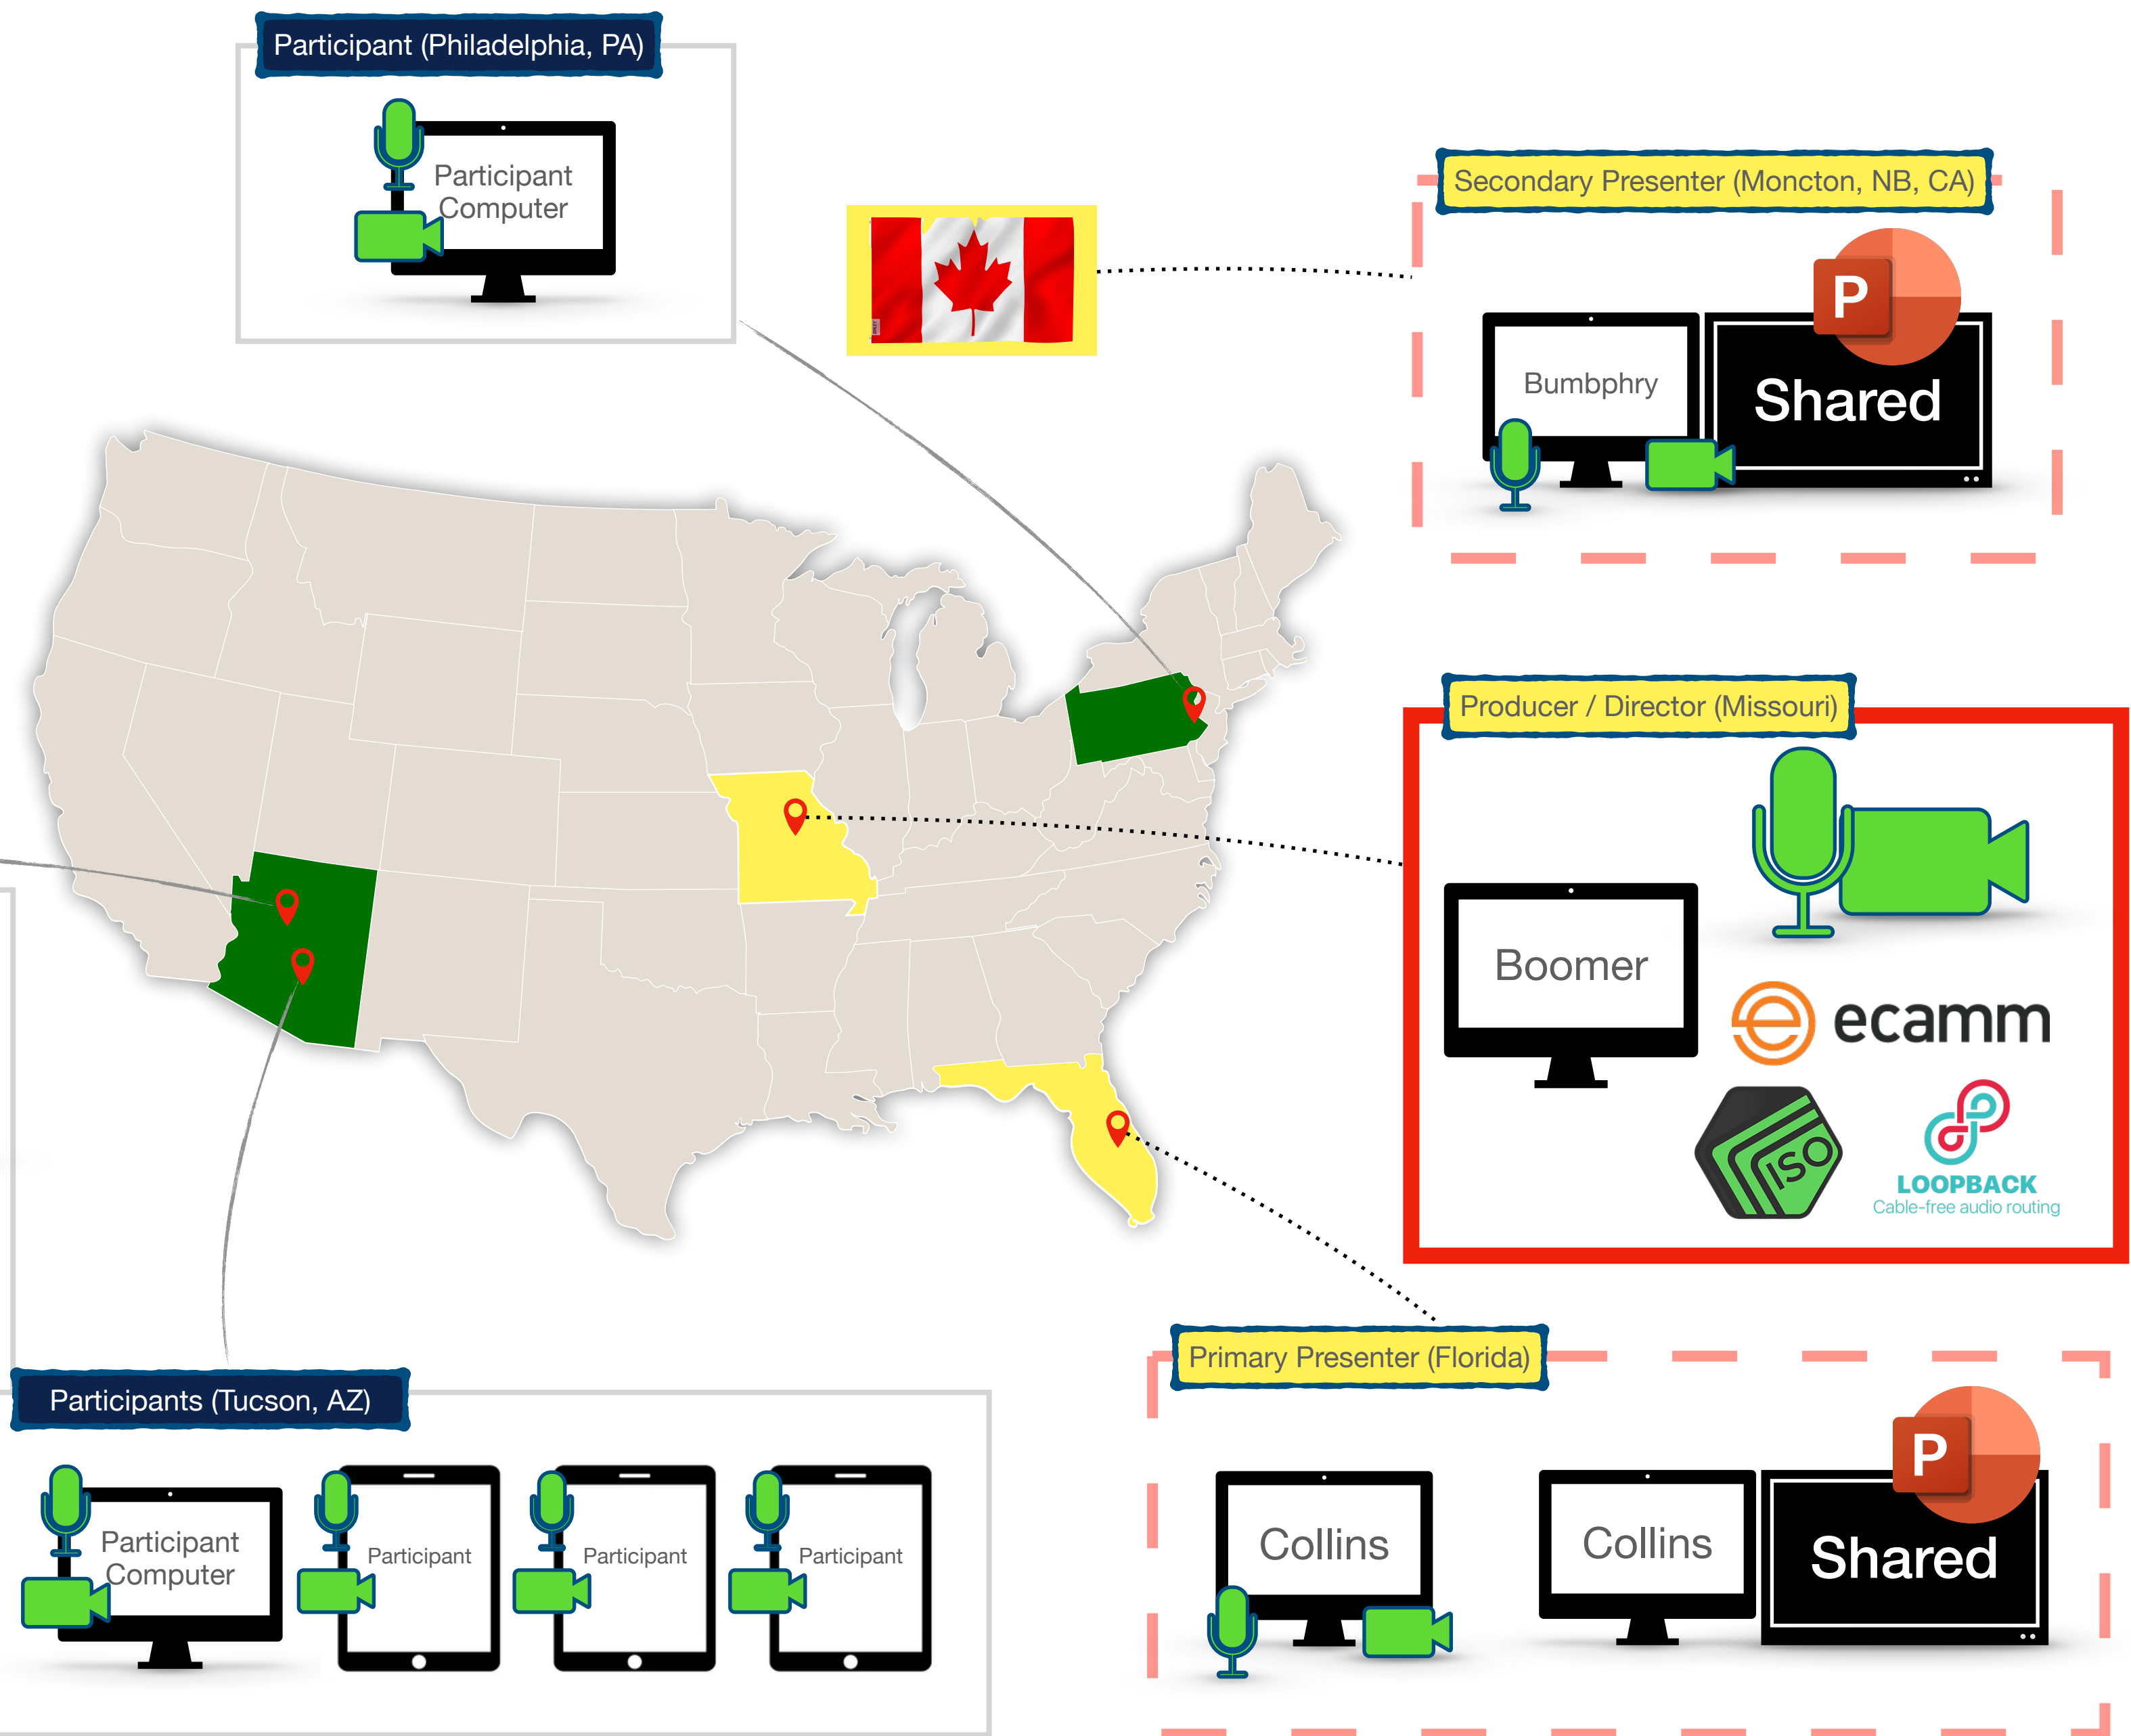 Participant (Philadelphia, PA)
Participant
Computer
Secondary Presenter (Moncton, NB, CA)
P
Bumbphry
Shared
Producer / Director (Missouri)
Boomer
ecamm
ISO
LOOPBACK
Cable-free audio routing
Primary Presenter (Florida)
P
Collins
Collins
Shared
Participants (Tucson, AZ)
Participant
Computer
Participant
Participant
Participant